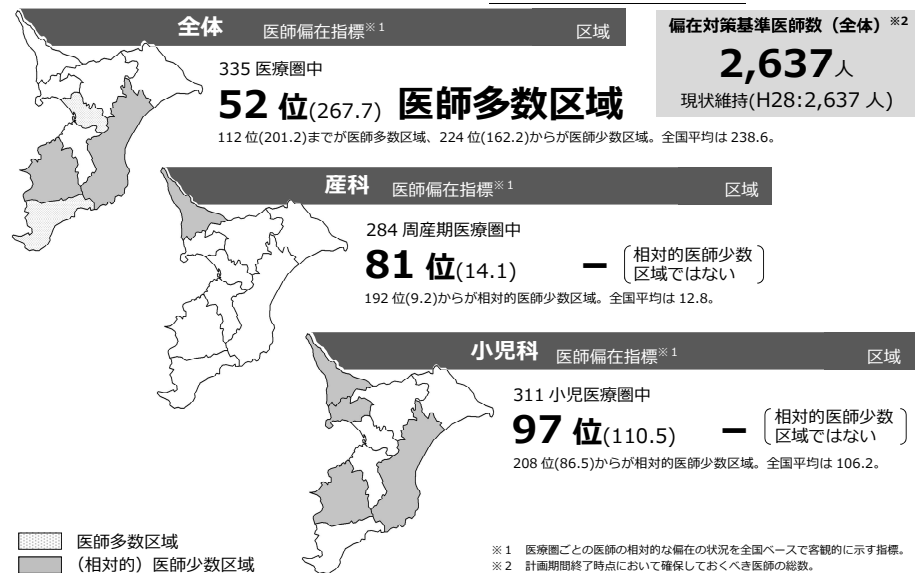 全体 医師偏在指標※1 区域
335 医療圏中
52 位(267.7) 医師多数区域
112 位(201.2)までが医師多数区域、224 位(162.2)からが医師少数区域。全国平均は 238.6。
偏在対策基準医師数（全体）※2
2,637人
現状維持(H28:2,637 人)
産科 医師偏在指標※1 区域
284 周産期医療圏中
81 位(14.1) − 相対的医師少数
区域ではない
192 位(9.2)からが相対的医師少数区域。全国平均は 12.8。
小児科 医師偏在指標※1 区域
311 小児医療圏中
97 位(110.5) − 相対的医師少数
区域ではない
208 位(86.5)からが相対的医師少数区域。全国平均は 106.2。
医師多数区域
（相対的）医師少数区域
※１ 医療圏ごとの医師の相対的な偏在の状況を全国ベースで客観的に示す指標。
※２ 計画期間終了時点において確保しておくべき医師の総数。